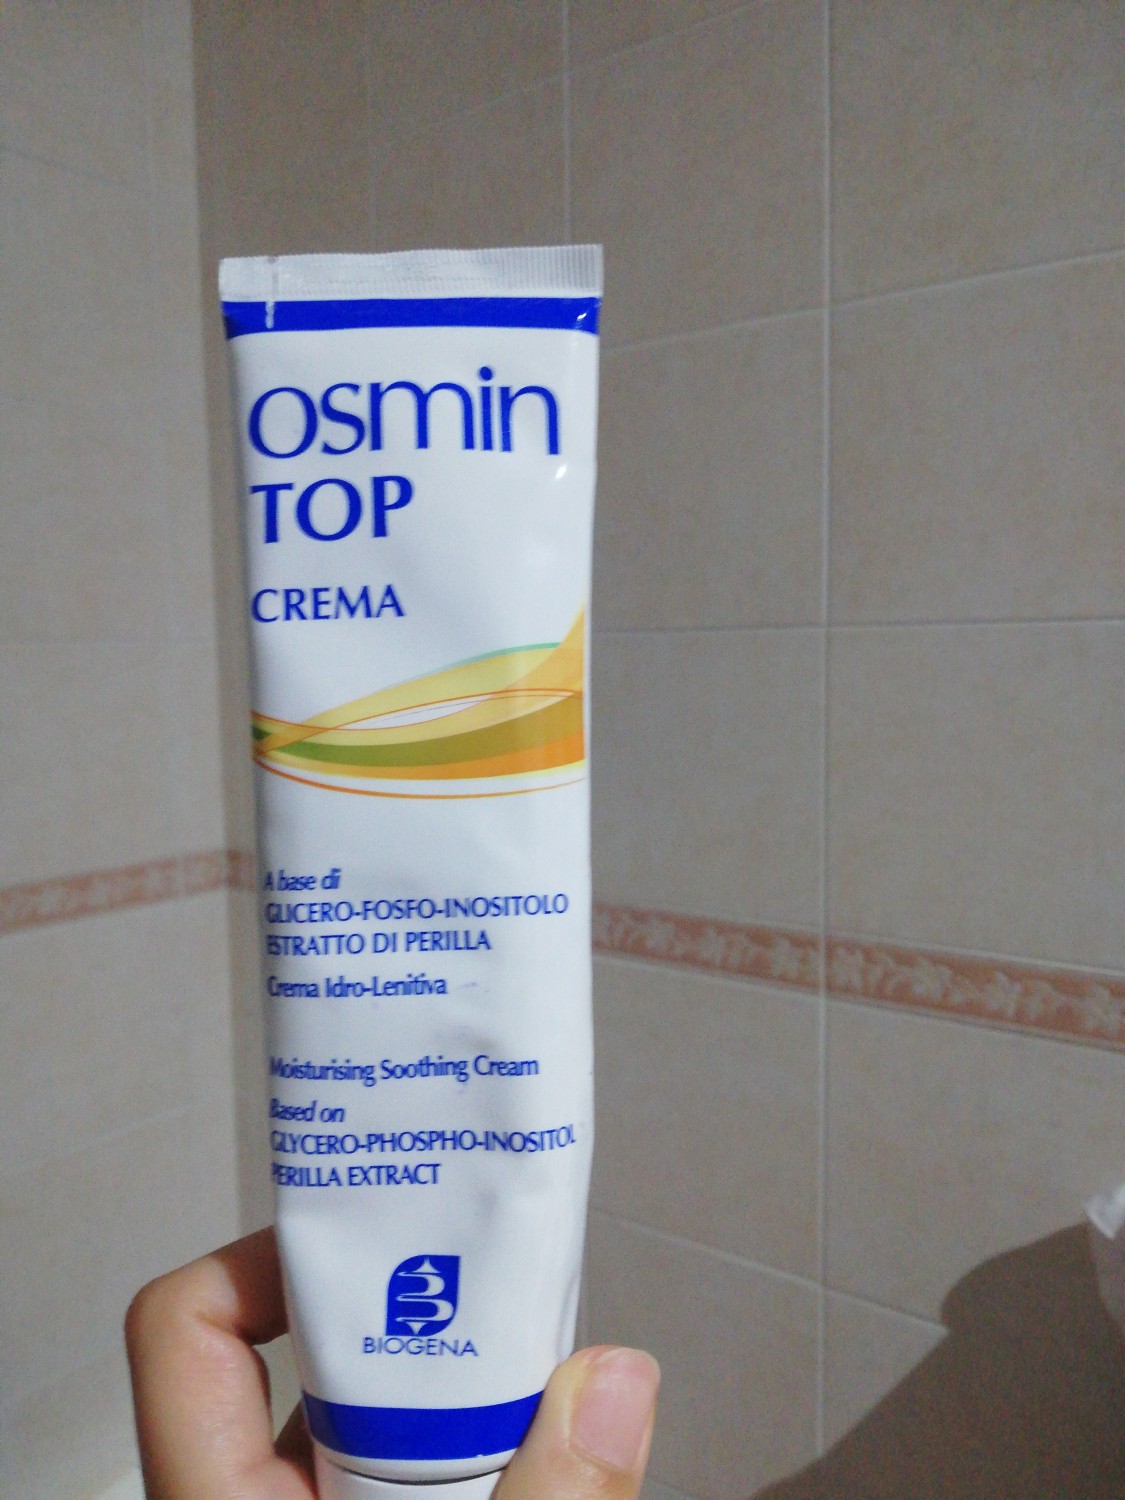 osmin
TOP
CREMA
A base di
GLICERO-FOSFO-INOSITOLO
ESTRATTO DI PERILLA
Crema Idro-Lenitiva
Moisturising Soothing Cream
Based on
GLYCERO-PHOSPHO-INOSITOL
PERILLA EXTRACT
BIOGENA